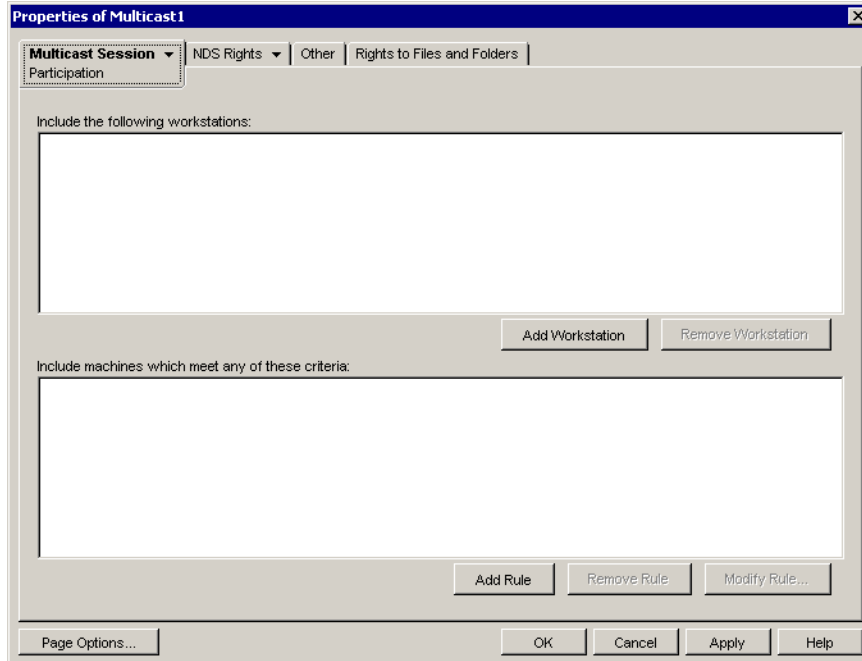 Properties of Multicast1
Multicast Session NDS Rights Other Rights to Files and Folders
Participation
Include the following workstations:
Add Workstation Remove Workstation
Include machines which meet any of these criteria:
Add Rule Remove Rule Modify Rule...
Page Options... OK Cancel Apply Help